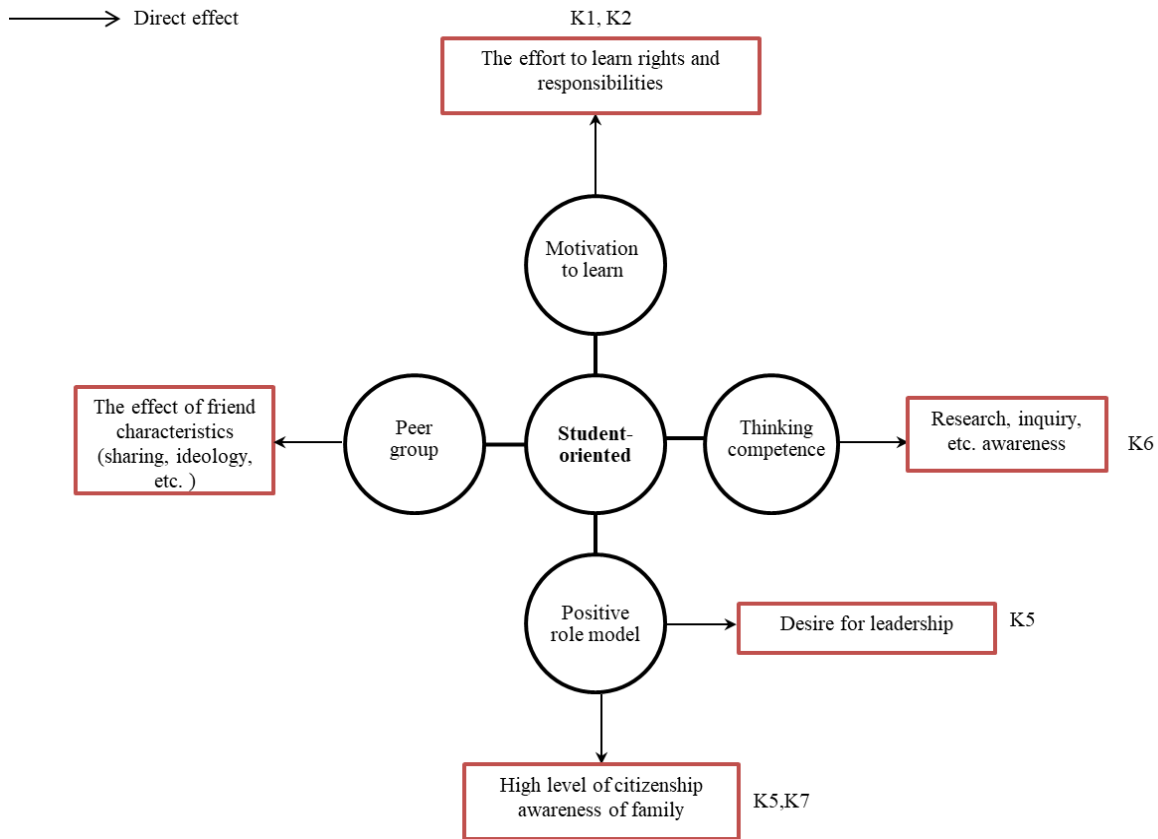 Direct effect
K1, K2
The effort to learn rights and
responsibilities
Motivation
to learn
The effect of friend
characteristics
(sharing, ideology,
etc. )
Peer
group
Student-
oriented
Thinking
competence
Research, inquiry,
etc. awareness
K6
Positive
role model
Desire for leadership
K5
High level of citizenship
awareness of family
K5,K7